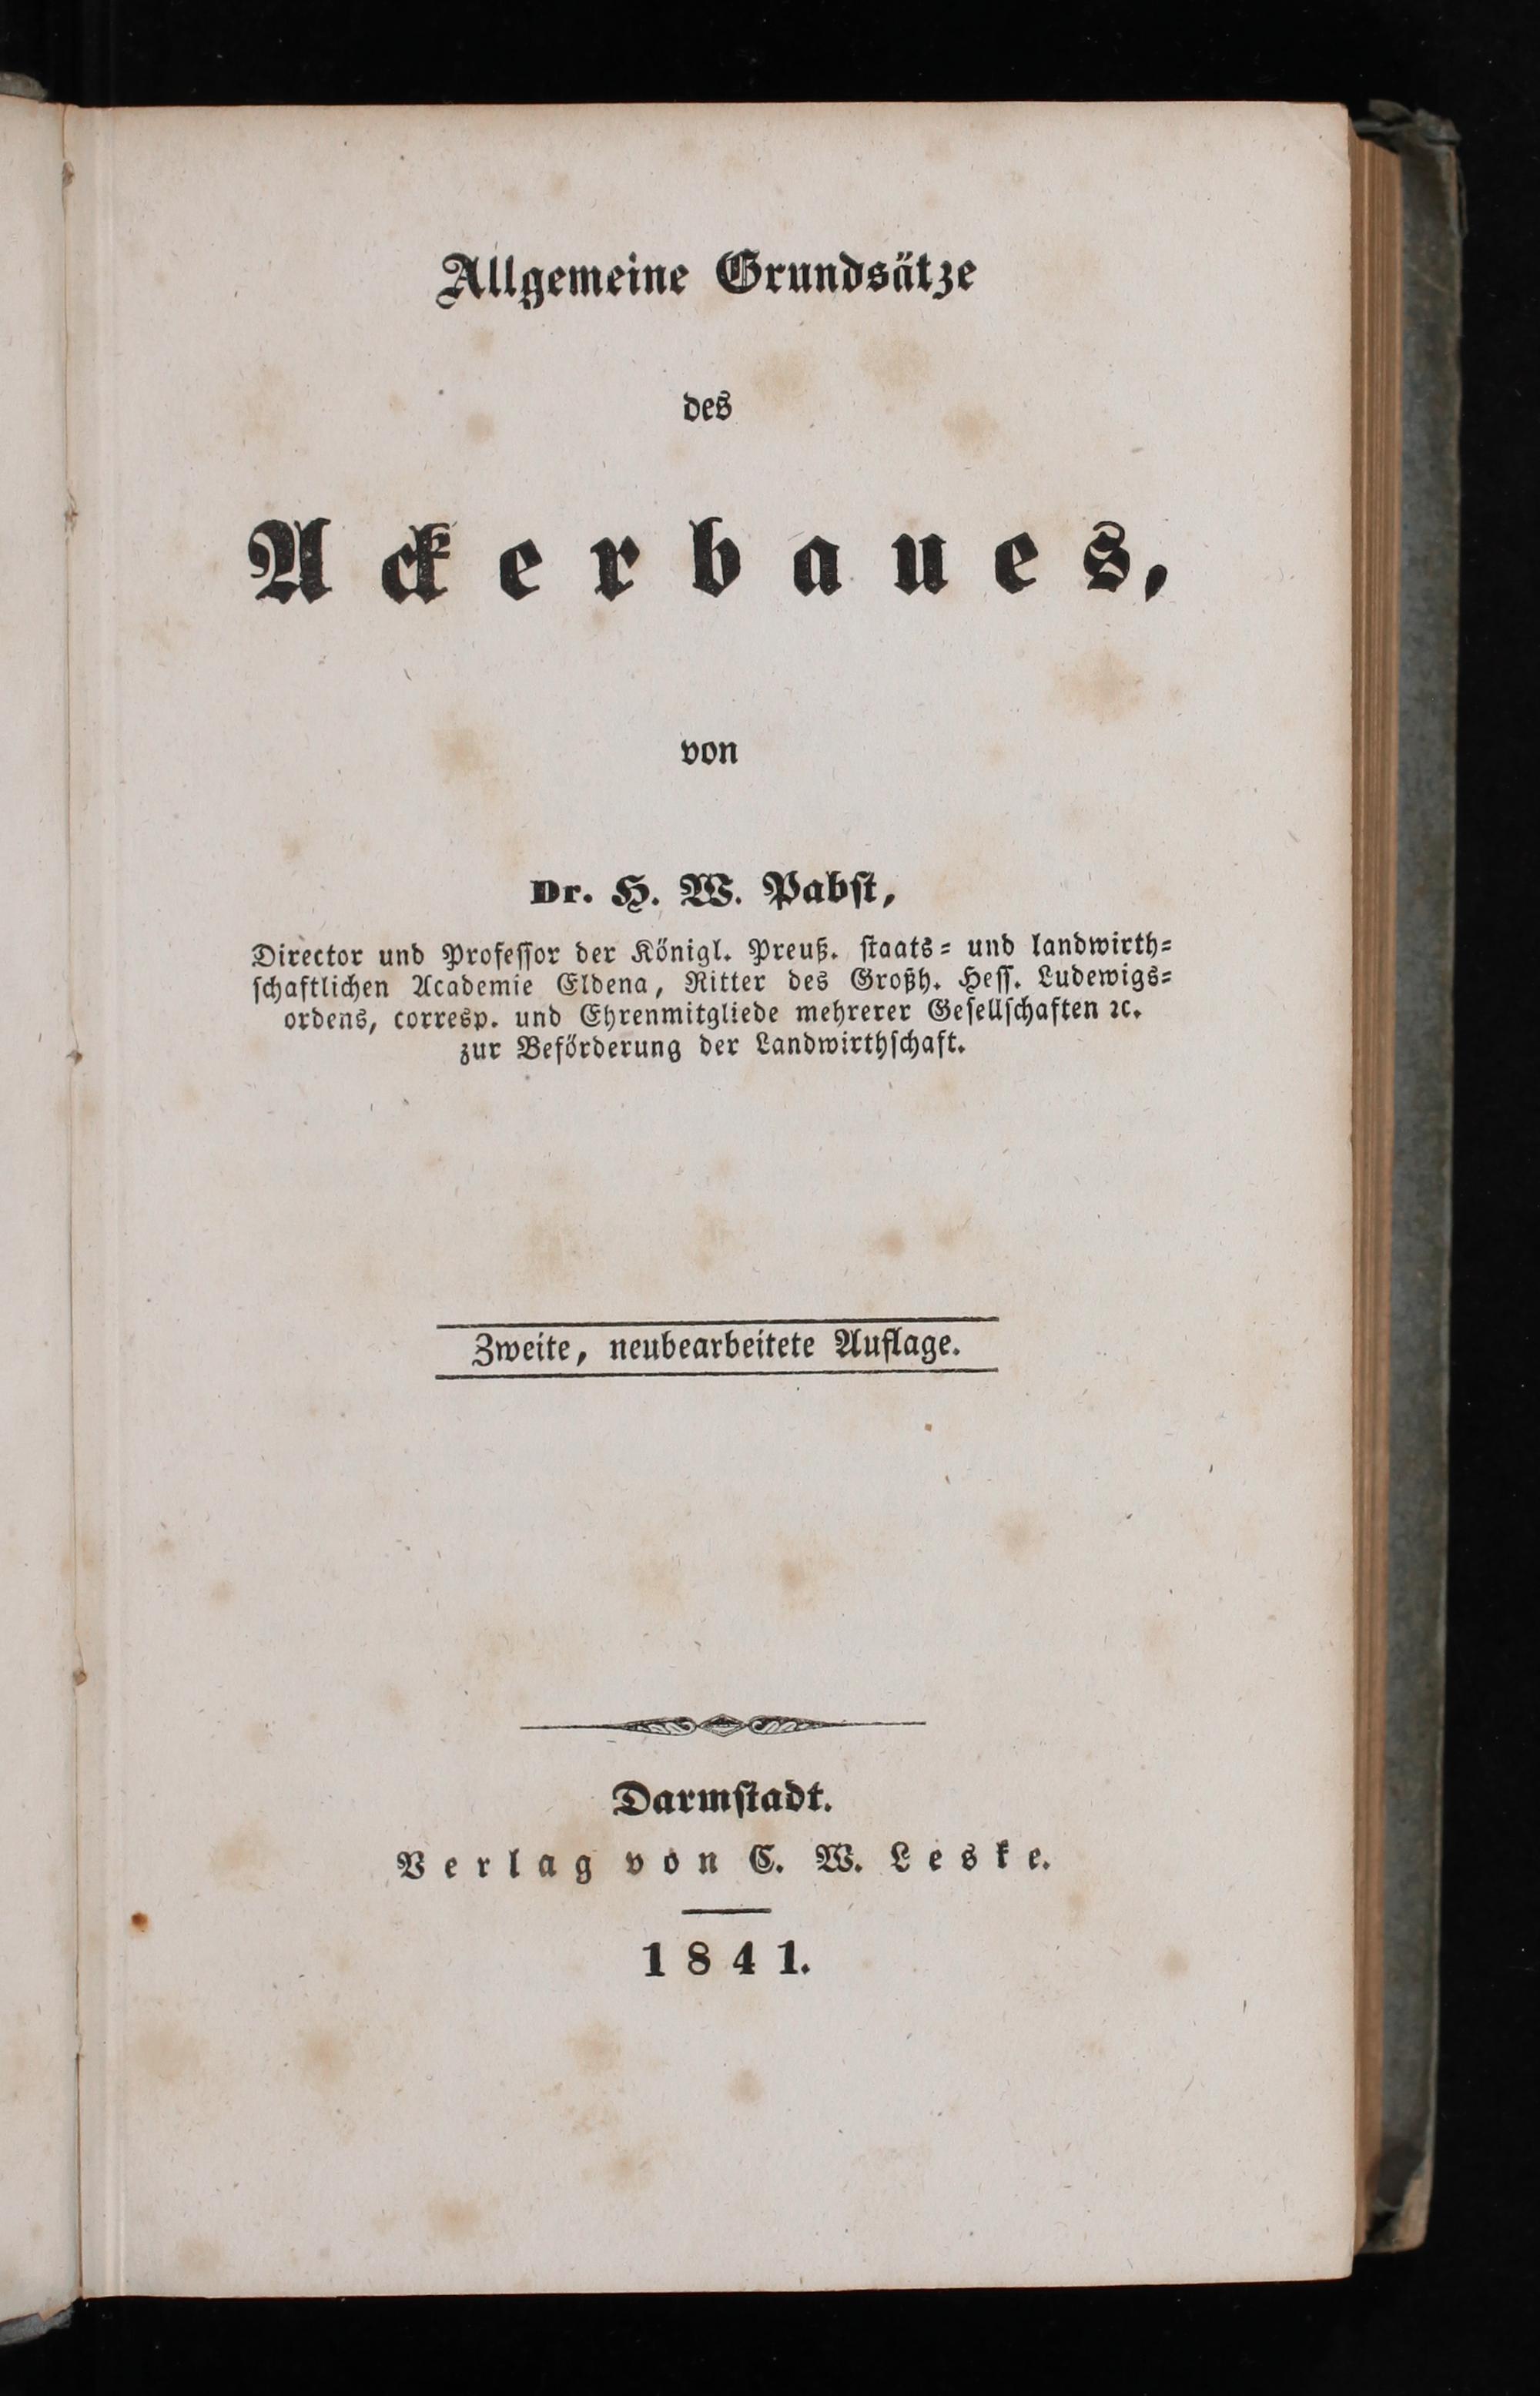 Allgemeine Grundsätze
des
Ackerbaues,
von
Dr. H. W. Pabſt,
Director und Profeſſor der Königl. Preuß. ſtaats- und landwirth-
ſchaftlichen Academie Eldena, Ritter des Großh. Heſſ. Ludewigs-
ordens, corresp. und Ehrenmitgliede mehrerer Geſellſchaften ꝛc.
zur Beförderung der Landwirthſchaft.
Zweite, neubearbeitete Auflage.
Darmſtadt.
Verlag von C. W. Leske.
1841.